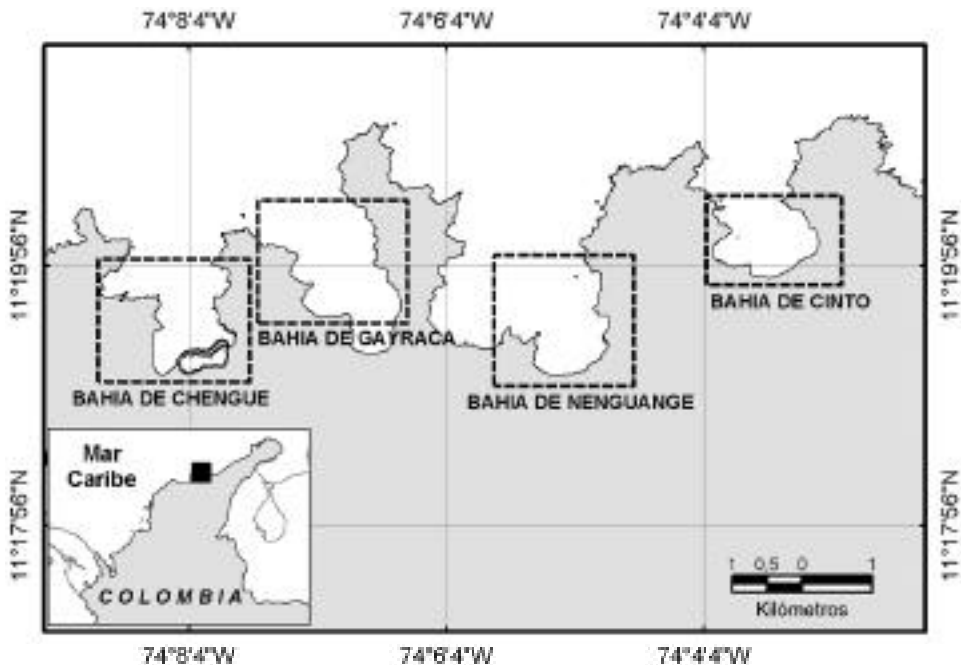 74°8'4"W 74°6'4"W 74°4'4"W
11°19'56"N
11°19'56"N
BAHIA DE CINTO
BAHIA DE GAYRACA
BAHIA DE CHENGUE
BAHIA DE NENGUANGE
Mar
Caribe
COLOMBIA
11°17'56"N
11°17'56"N
1 0,5 0 1
Kilómetros
74°8'4"W 74°6'4"W 74°4'4"W